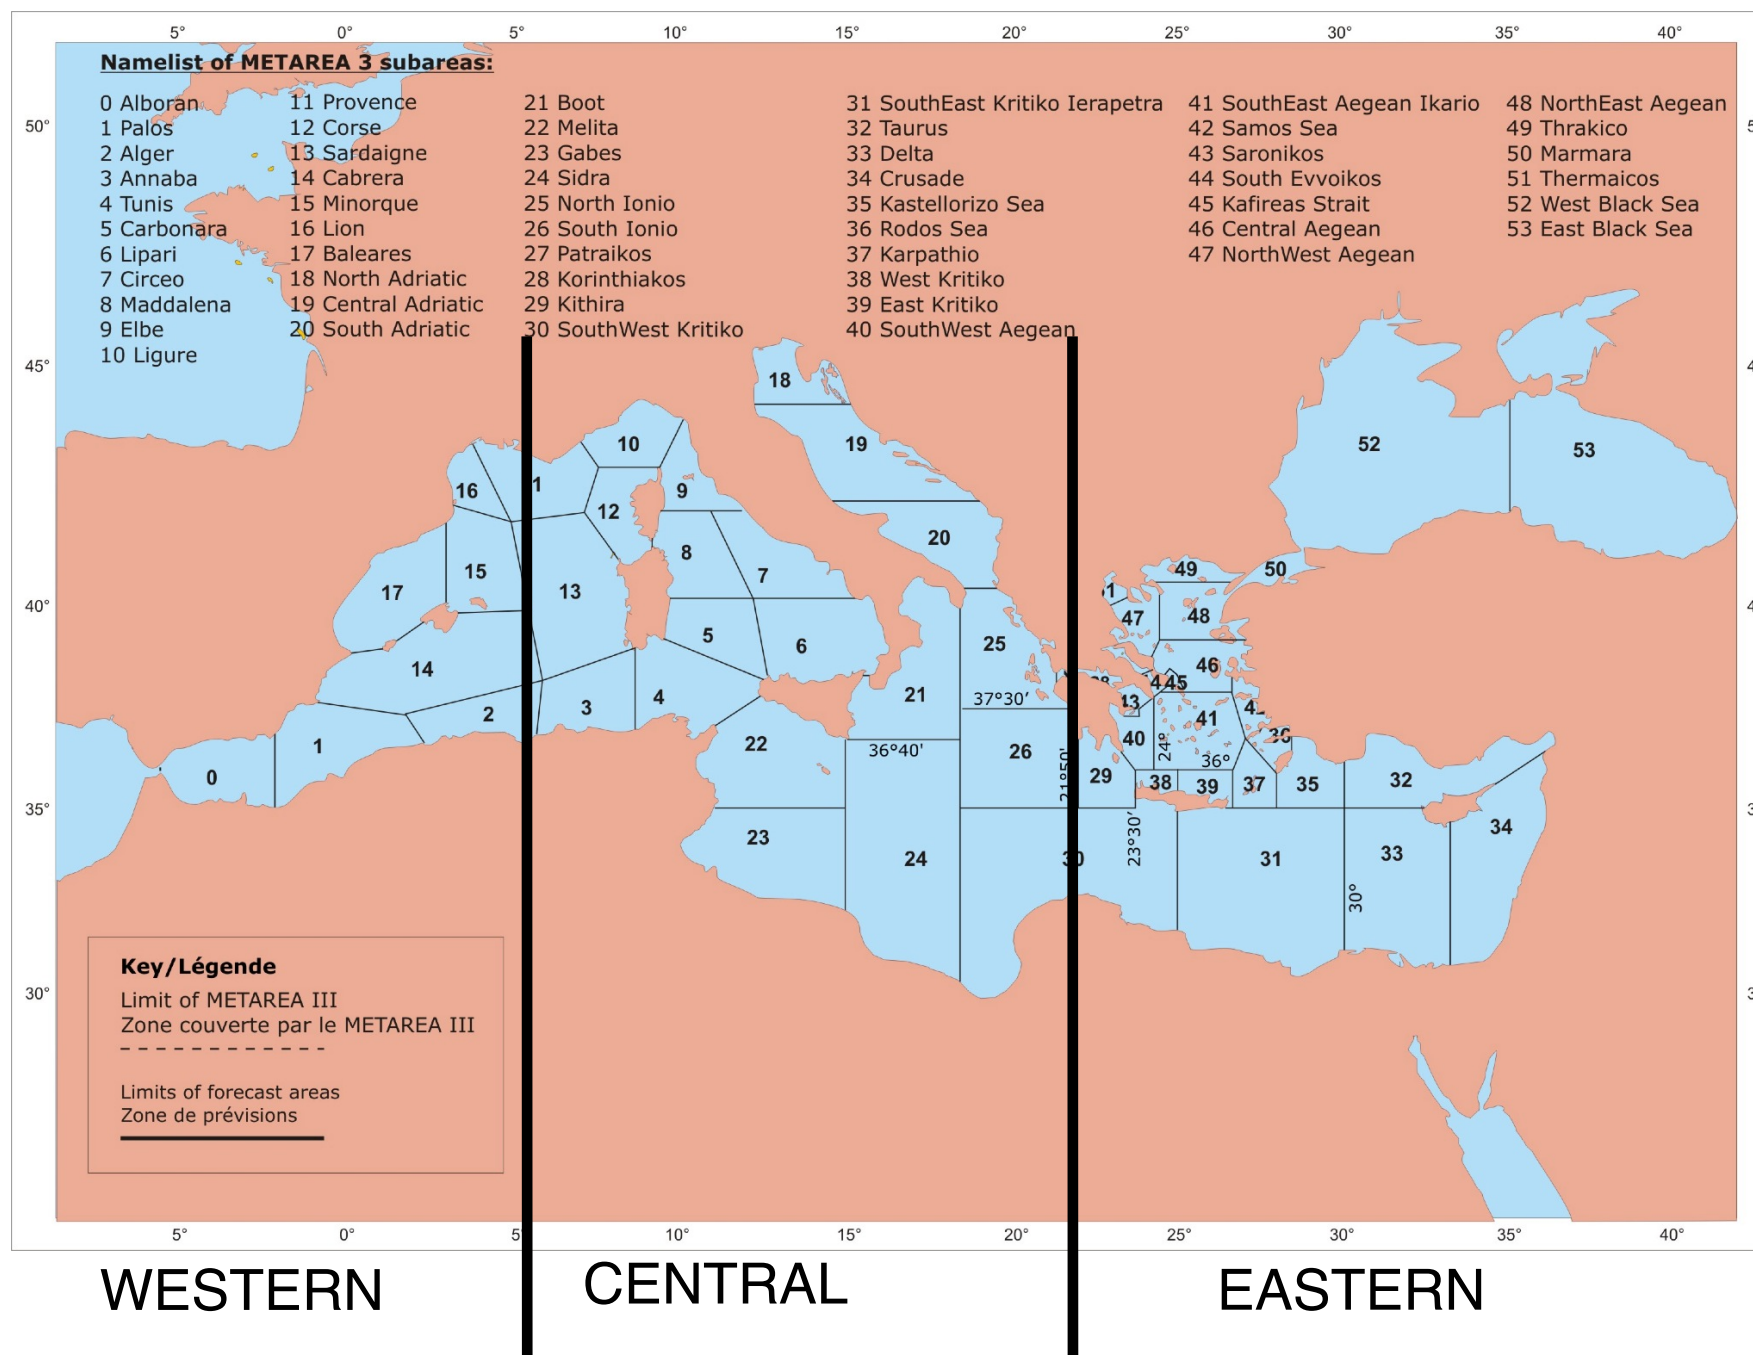 5° 0° 5° 10° 15° 20° 25° 30° 35° 40°
Namelist of METAREA 3 subareas:
0 Alboran
1 Palos
2 Alger
3 Annaba
4 Tunis
5 Carbonara
6 Lipari
7 Circeo
8 Maddalena
9 Elbe
10 Ligure
11 Provence
12 Corse
13 Sardaigne
14 Cabrera
15 Minorque
16 Lion
17 Baleares
18 North Adriatic
19 Central Adriatic
20 South Adriatic
21 Boot
22 Melita
23 Gabes
24 Sidra
25 North Ionio
26 South Ionio
27 Patraikos
28 Korinthiakos
29 Kithira
30 SouthWest Kritiko
31 SouthEast Kritiko Ierapetra
32 Taurus
33 Delta
34 Crusade
35 Kastellorizo Sea
36 Rodos Sea
37 Karpathio
38 West Kritiko
39 East Kritiko
40 SouthWest Aegean
41 SouthEast Aegean Ikario
42 Samos Sea
43 Saronikos
44 South Evvoikos
45 Kafireas Strait
46 Central Aegean
47 NorthWest Aegean
48 NorthEast Aegean
49 Thrakico
50 Marmara
51 Thermaicos
52 West Black Sea
53 East Black Sea
50°
45°
40°
35°
30°
18
10
19
52
53
16
1
9
12
20
8
15
13
7
17
49
50
47
48
5
6
25
14
46
45
3
4
21
37°30'
2
43
41
1
22
36°40'
26
40
24°
36°
36
0
21°50'
29
38
39
37
35
32
23
24
30
23°30'
31
33
34
30°
Key/Légende
Limit of METAREA III
Zone couverte par le METAREA III
Limits of forecast areas
Zone de prévisions
5° 0° 5° 10° 15° 20° 25° 30° 35° 40°
WESTERN
CENTRAL
EASTERN